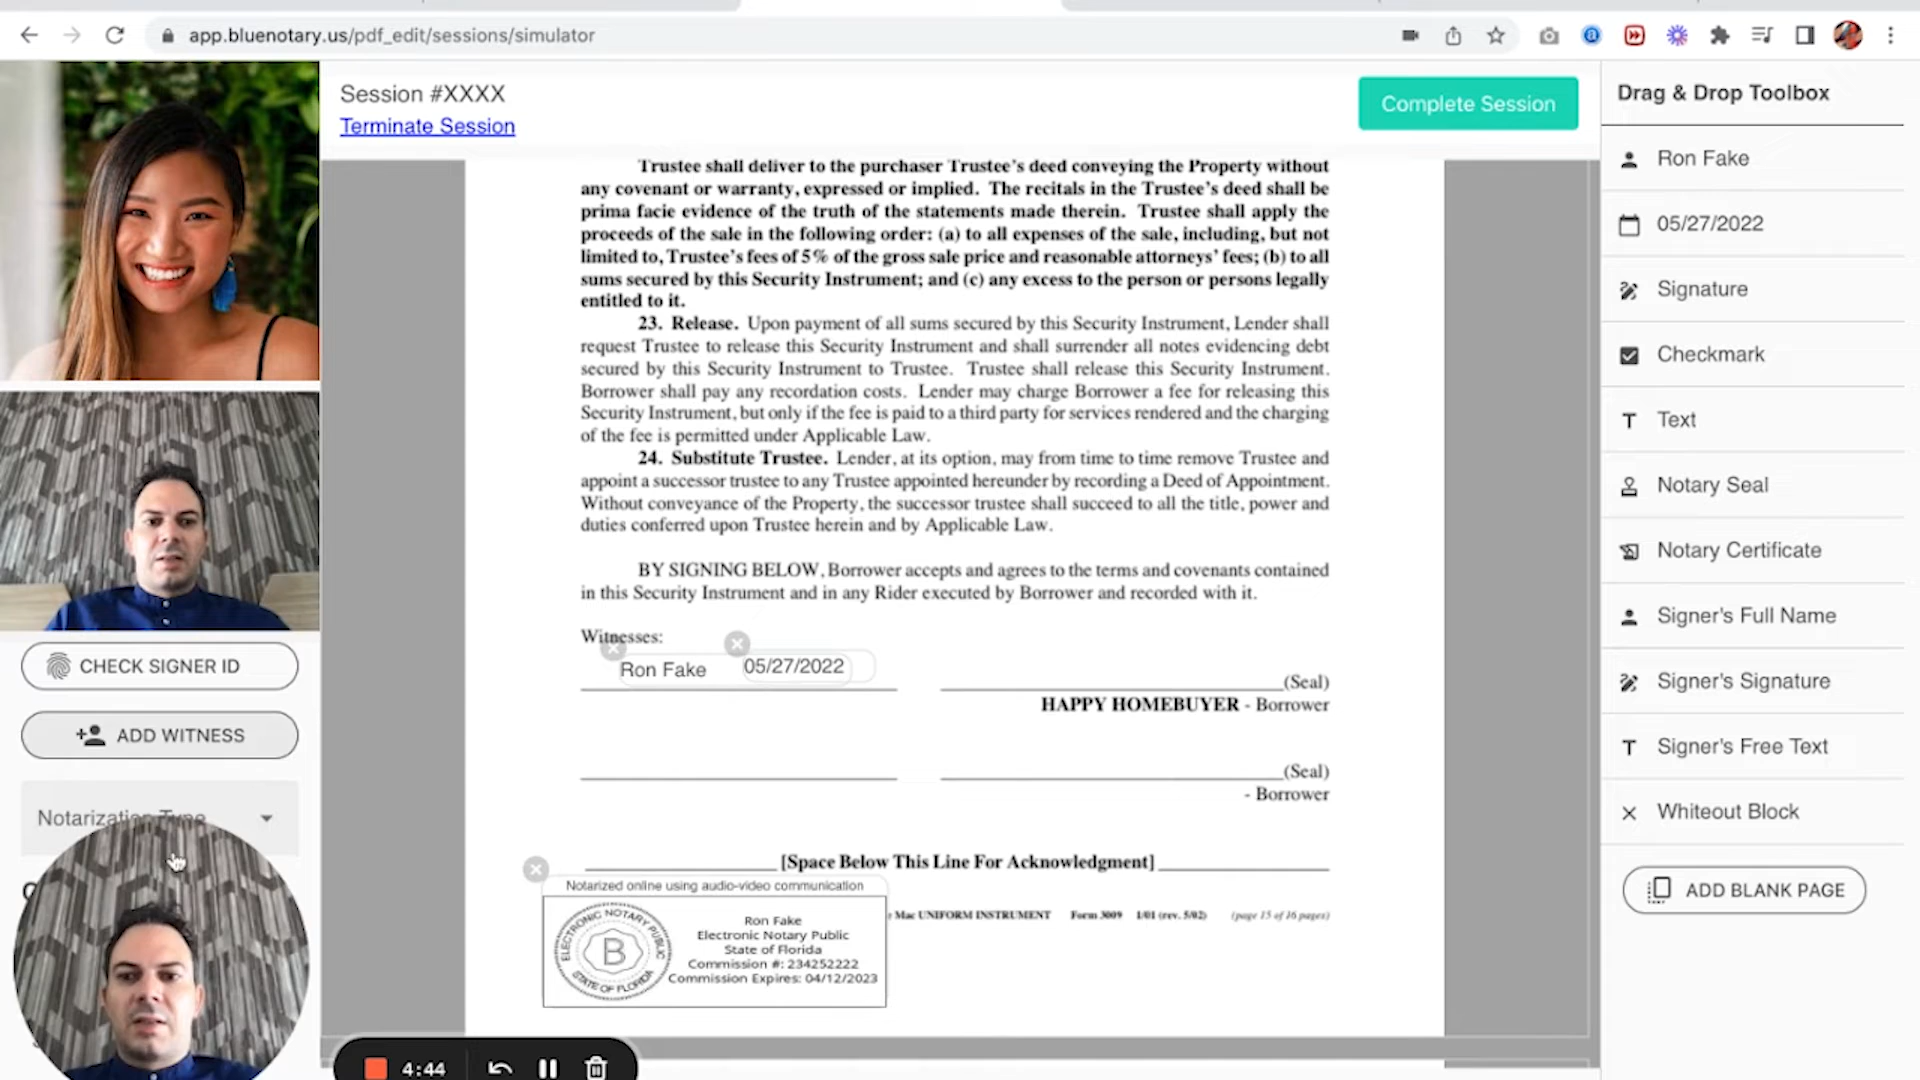 app.bluenotary.us/pdf_edit/sessions/simulator
Session #XXXX
Terminate Session
Complete Session
Trustee shall deliver to the purchaser Trustee's deed conveying the Property without
any covenant or warranty, expressed or implied. The recitals in the Trustee's deed shall be
prima facie evidence of the truth of the statements made therein. Trustee shall apply the
proceeds of the sale in the following order: (a) to all expenses of the sale, including, but not
limited to, Trustee's fees of 5% of the gross sale price and reasonable attorneys' fees; (b) to all
sums secured by this Security Instrument; and (c) any excess to the person or persons legally
entitled to it.
23. Release. Upon payment of all sums secured by this Security Instrument, Lender shall
request Trustee to release this Security Instrument and shall surrender all notes evidencing debt
secured by this Security Instrument to Trustee. Trustee shall release this Security Instrument.
Borrower shall pay any recordation costs. Lender may charge Borrower a fee for releasing this
Security Instrument, but only if the fee is paid to a third party for services rendered and the charging
of the fee is permitted under Applicable Law.
24. Substitute Trustee. Lender, at its option, may from time to time remove Trustee and
appoint a successor trustee to any Trustee appointed hereunder by recording a Deed of Appointment.
Without conveyance of the Property, the successor trustee shall succeed to all the title, power and
duties conferred upon Trustee herein and by Applicable Law.
BY SIGNING BELOW, Borrower accepts and agrees to the terms and covenants contained
in this Security Instrument and in any Rider executed by Borrower and recorded with it.
Witnesses:
Ron Fake 05/27/2022
(Seal)
HAPPY HOMEBUYER - Borrower
(Seal)
- Borrower
[Space Below This Line For Acknowledgment]
Notarized online using audio-video communication
Mac UNIFORM INSTRUMENT Form 3009 1/01 (rev. 5/02) (page 15 of 16 pages)
ELECTRONIC NOTARY PUBLIC
B
STATE OF FLORIDA
Ron Fake
Electronic Notary Public
State of Florida
Commission #: 234252222
Commission Expires: 04/12/2023
CHECK SIGNER ID
ADD WITNESS
Notarization Type
4:44
Drag & Drop Toolbox
Ron Fake
05/27/2022
Signature
Checkmark
Text
Notary Seal
Notary Certificate
Signer's Full Name
Signer's Signature
Signer's Free Text
Whiteout Block
ADD BLANK PAGE